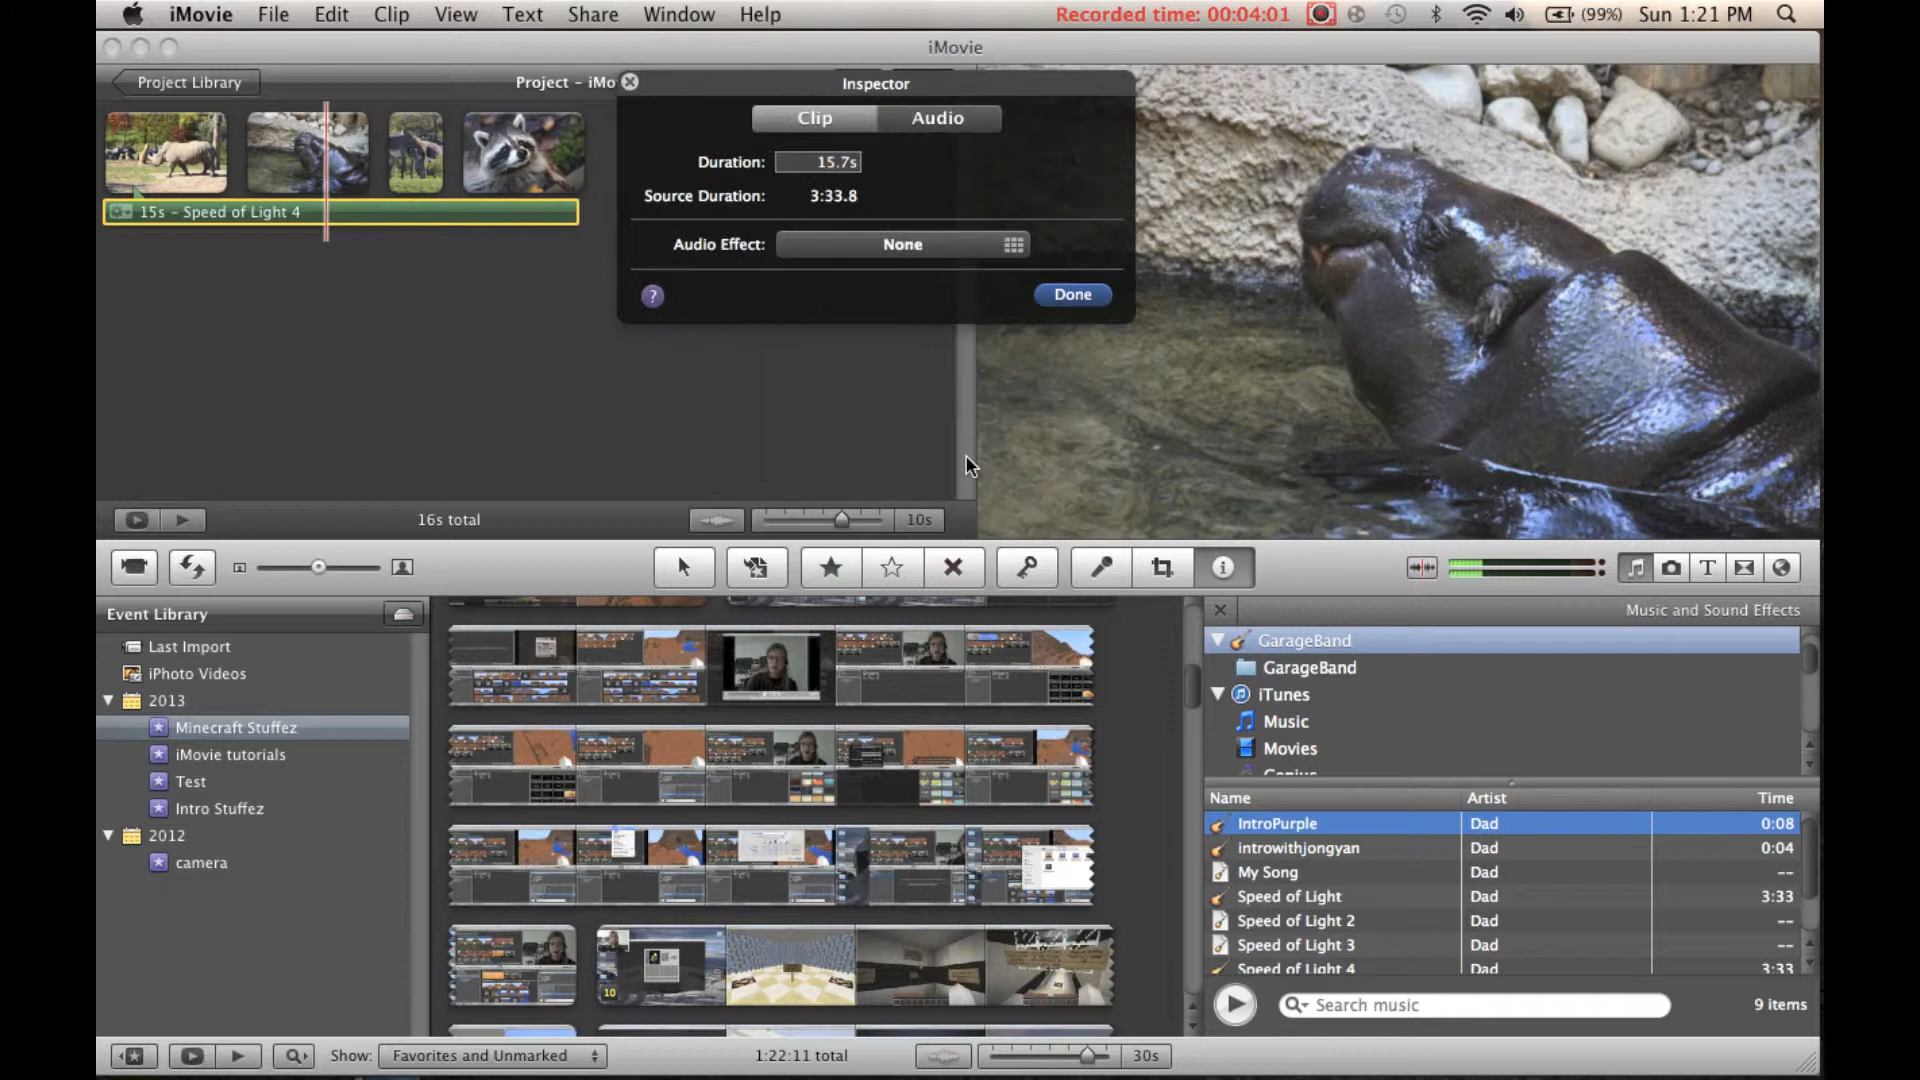 iMovie File Edit Clip View Text Share Window Help Recorded time: 00:04:01 (99%) Sun 1:21 PM
iMovie
Project Library Project - iMo
Inspector
Clip Audio
Duration: 15.7s
Source Duration: 3:33.8
Audio Effect: None
? Done
15s - Speed of Light 4
16s total 10s
Event Library
Last Import
iPhoto Videos
2013
Minecraft Stuffez
iMovie tutorials
Test
Intro Stuffez
2012
camera
10
Music and Sound Effects
GarageBand
GarageBand
iTunes
Music
Movies
Genius
Name Artist Time
IntroPurple Dad 0:08
introwithjongyan Dad 0:04
My Song Dad --
Speed of Light Dad 3:33
Speed of Light 2 Dad --
Speed of Light 3 Dad --
Speed of Light 4 Dad 3:33
Search music 9 items
Show: Favorites and Unmarked 1:22:11 total 30s